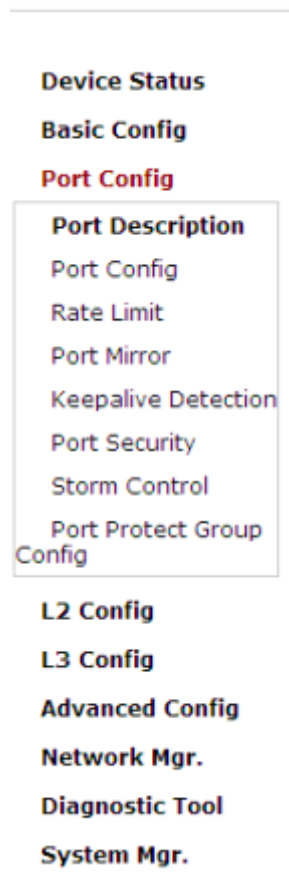 Device Status
Basic Config
Port Config
Port Description
Port Config
Rate Limit
Port Mirror
Keepalive Detection
Port Security
Storm Control
Port Protect Group
Config
L2 Config
L3 Config
Advanced Config
Network Mgr.
Diagnostic Tool
System Mgr.